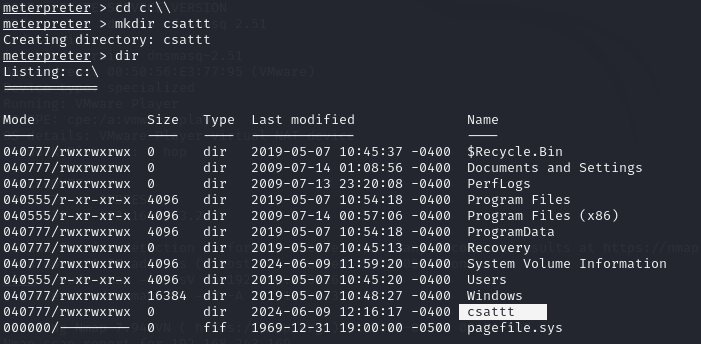 meterpreter > cd c:\\
meterpreter > mkdir csattt
Creating directory: csattt
meterpreter > dir
Listing: c:\
============
Mode Size Type Last modified Name
---- ---- ---- ------------- ----
040777/rwxrwxrwx 0 dir 2019-05-07 10:45:37 -0400 $Recycle.Bin
040777/rwxrwxrwx 0 dir 2009-07-14 01:08:56 -0400 Documents and Settings
040777/rwxrwxrwx 0 dir 2009-07-13 23:20:08 -0400 PerfLogs
040555/r-xr-xr-x 4096 dir 2019-05-07 10:54:18 -0400 Program Files
040555/r-xr-xr-x 4096 dir 2009-07-14 00:57:06 -0400 Program Files (x86)
040777/rwxrwxrwx 4096 dir 2019-05-07 10:54:18 -0400 ProgramData
040777/rwxrwxrwx 0 dir 2019-05-07 10:45:13 -0400 Recovery
040777/rwxrwxrwx 4096 dir 2024-06-09 11:59:20 -0400 System Volume Information
040555/r-xr-xr-x 4096 dir 2019-05-07 10:45:20 -0400 Users
040777/rwxrwxrwx 16384 dir 2019-05-07 10:48:27 -0400 Windows
040777/rwxrwxrwx 0 dir 2024-06-09 12:16:17 -0400 csattt
000000/--------- 0 fif 1969-12-31 19:00:00 -0500 pagefile.sys